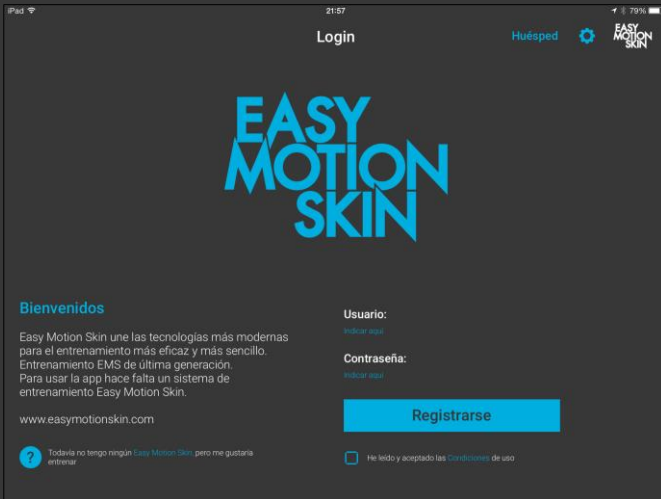 iPad 21:57 79%
Login Huésped EASY MOTION SKIN
EASY
MOTION
SKIN
Bienvenidos
Easy Motion Skin une las tecnologías más modernas
para el entrenamiento más eficaz y más sencillo.
Entrenamiento EMS de última generación.
Para usar la app hace falta un sistema de
entrenamiento Easy Motion Skin.
www.easymotionskin.com
? Todavía no tengo ningún Easy Motion Skin, pero me gustaría
entrenar
Usuario:
Indicar aquí
Contraseña:
Indicar aquí
Registrarse
He leído y aceptado las Condiciones de uso